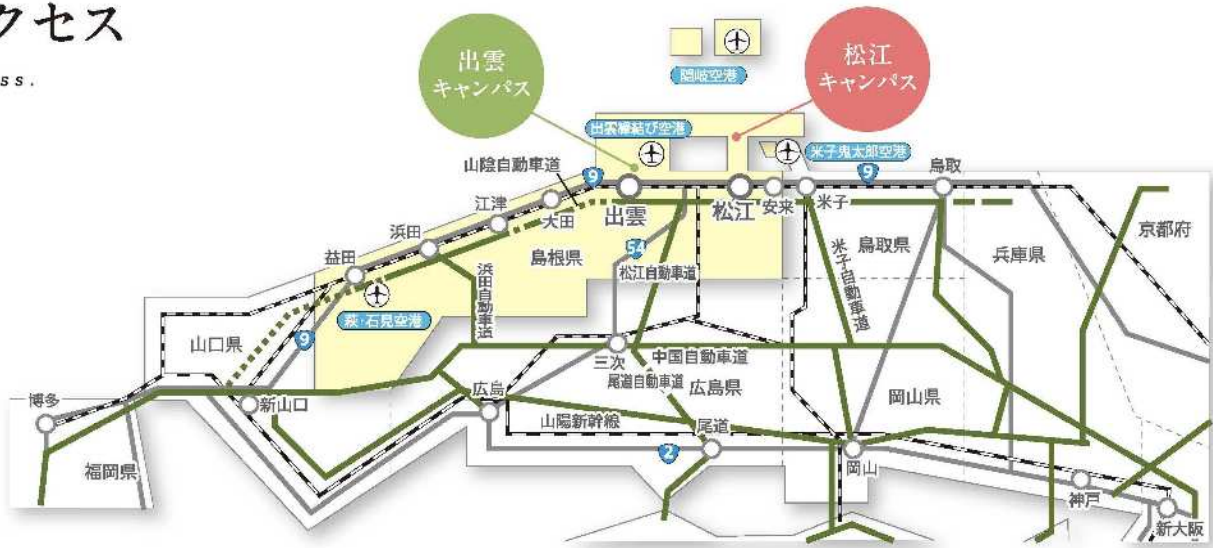 クセス
ss.
出雲
キャンパス
松江
キャンパス
隠岐空港
出雲縁結び空港
米子鬼太郎空港
山陰自動車道
9
9
鳥取
江津
大田
出雲
松江
安来
米子
浜田
益田
島根県
54
松江自動車道
浜田自動車道
米子自動車道
鳥取県
兵庫県
京都府
萩・石見空港
9
山口県
三次
中国自動車道
尾道自動車道
広島県
岡山県
博多
新山口
広島
山陽新幹線
尾道
2
岡山
福岡県
神戸
新大阪